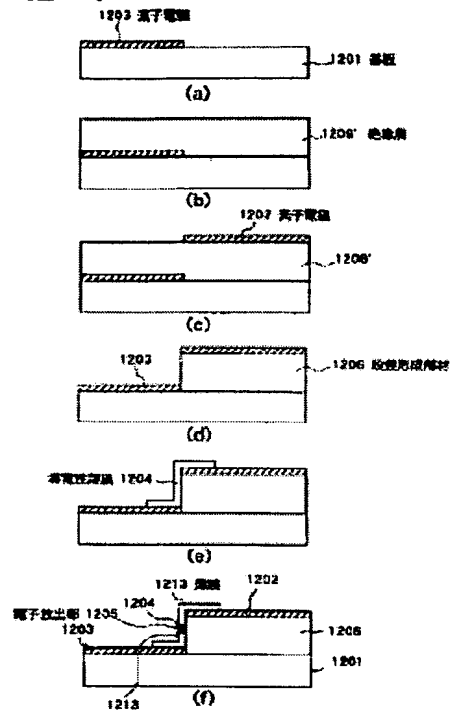 1203 素子電極
1201 基板
(a)
1206' 絶縁層
(b)
1202 素子電極
1206'
(c)
1203
1206 段差形成部材
(d)
導電性薄膜 1204
(e)
1213 薄膜
1202
1204
電子放出部 1205
1203
1206
1201
1213
(f)